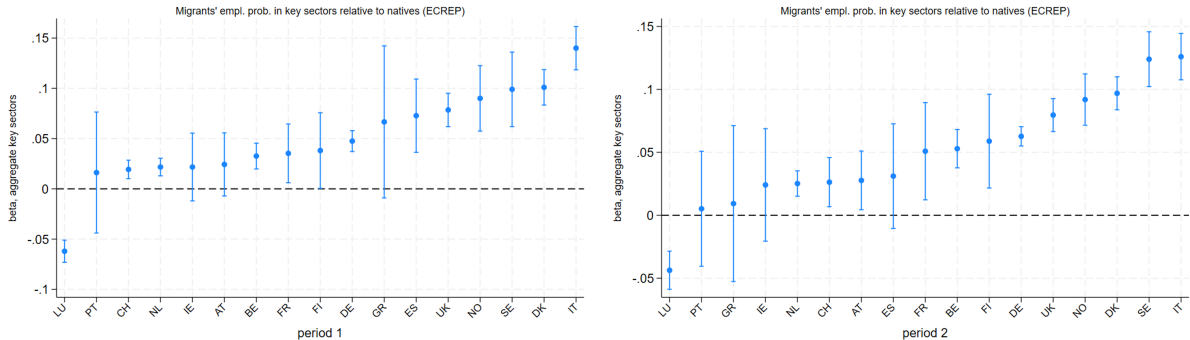 Migrants' empl. prob. in key sectors relative to natives (ECREP)
beta, aggregate key sectors
.15
.1
.05
0
-.05
-.1
LU PT CH NL IE AT BE FR FI DE GR ES UK NO SE DK IT
period 1
Migrants' empl. prob. in key sectors relative to natives (ECREP)
beta, aggregate key sectors
.15
.1
.05
0
-.05
LU PT GR IE NL CH AT ES FR BE FI DE UK NO DK SE IT
period 2